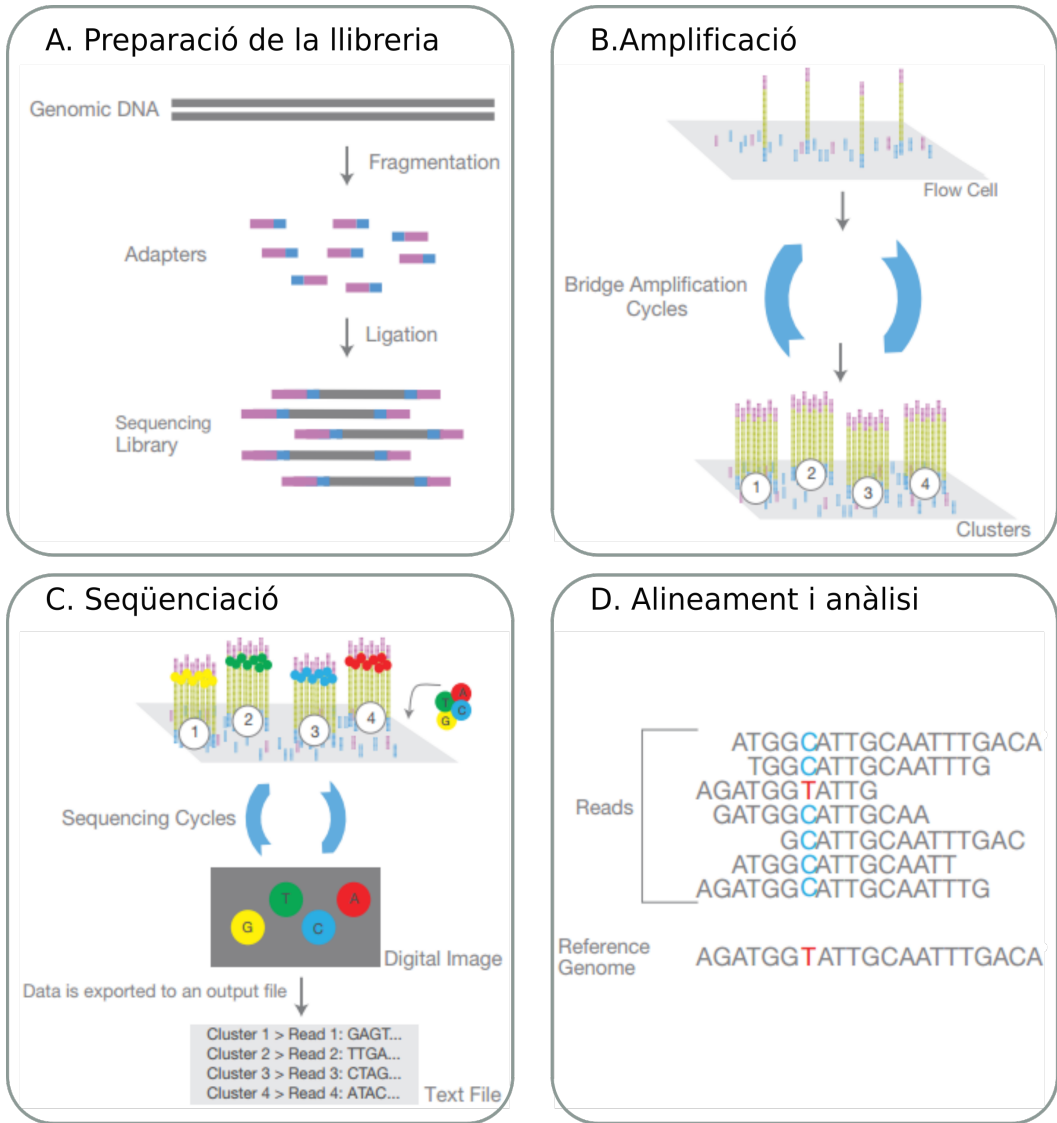 A. Preparació de la llibreria
Genomic DNA
Fragmentation
Adapters
Ligation
Sequencing
Library
B.Amplificació
Flow Cell
Bridge Amplification
Cycles
1
2
3
4
Clusters
C. Seqüenciació
1
2
3
4
T
A
G
C
Sequencing Cycles
T
A
G
C
Digital Image
Data is exported to an output file
Cluster 1 > Read 1: GAGT...
Cluster 2 > Read 2: TTGA...
Cluster 3 > Read 3: CTAG...
Cluster 4 > Read 4: ATAC...
Text File
D. Alineament i anàlisi
Reads
ATGGCATTGCAATTTGACA
TGGCATTGCAATTTG
AGATGGTATTG
GATGGCATTGCAA
GCATTGCAATTTGAC
ATGGCATTGCAATT
AGATGGCATTGCAATTTG
Reference
Genome
AGATGGTATTGCAATTTGACA